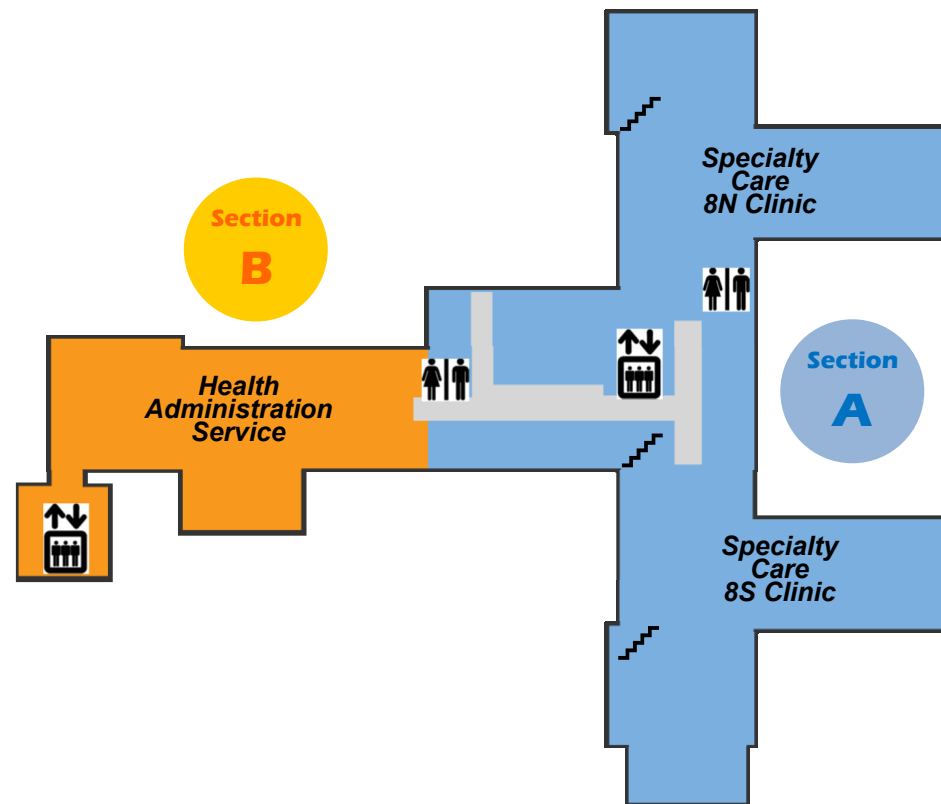 Specialty
Care
8N Clinic
Section
B
Section
A
Health
Administration
Service
Specialty
Care
8S Clinic